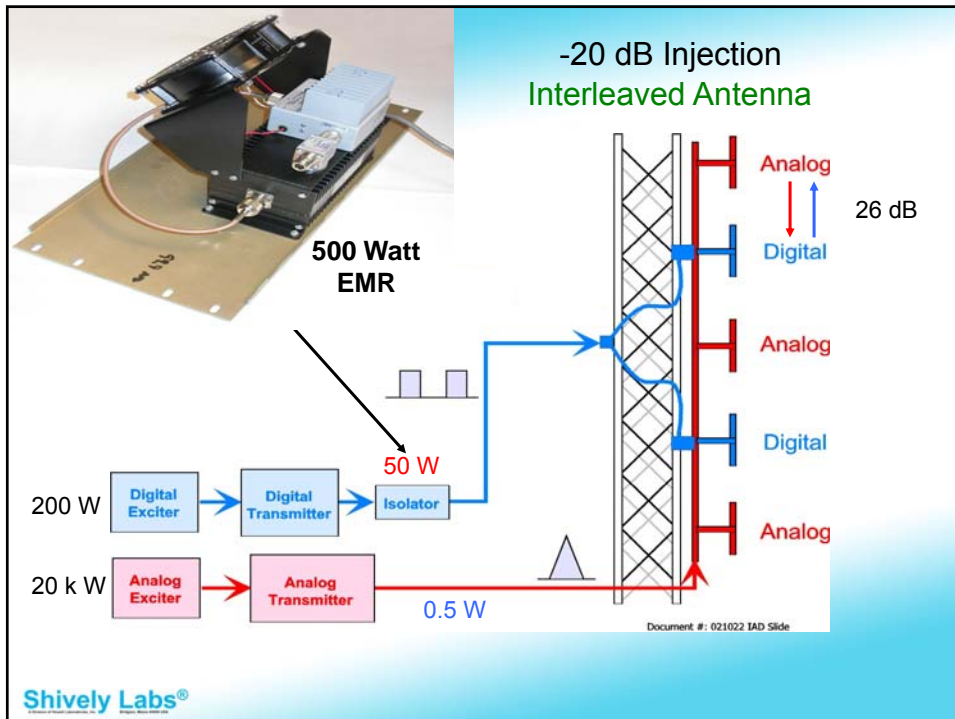 -20 dB Injection
Interleaved Antenna
500 Watt
EMR
Analog
26 dB
Digital
Analog
Digital
Analog
50 W
200 W
Digital
Exciter
Digital
Transmitter
Isolator
20 k W
Analog
Exciter
Analog
Transmitter
0.5 W
Document #: 021022 IAD Slide
Shively Labs®